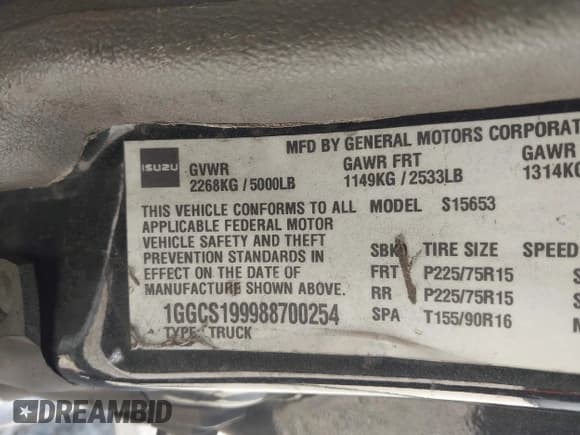 MFD BY GENERAL MOTORS CORPORAT
ISUZU
GVWR GAWR FRT GAWR
2268KG / 5000LB 1149KG / 2533LB 1314KG
THIS VEHICLE CONFORMS TO ALL MODEL S15653
APPLICABLE FEDERAL MOTOR
VEHICLE SAFETY AND THEFT
PREVENTION STANDARDS IN SBK TIRE SIZE SPEED
EFFECT ON THE DATE OF FRT P225/75R15 S
MANUFACTURE SHOWN ABOVE. RR P225/75R15 S
1GGCS199988700254 SPA T155/90R16 M
TYPE: TRUCK
DREAMBID